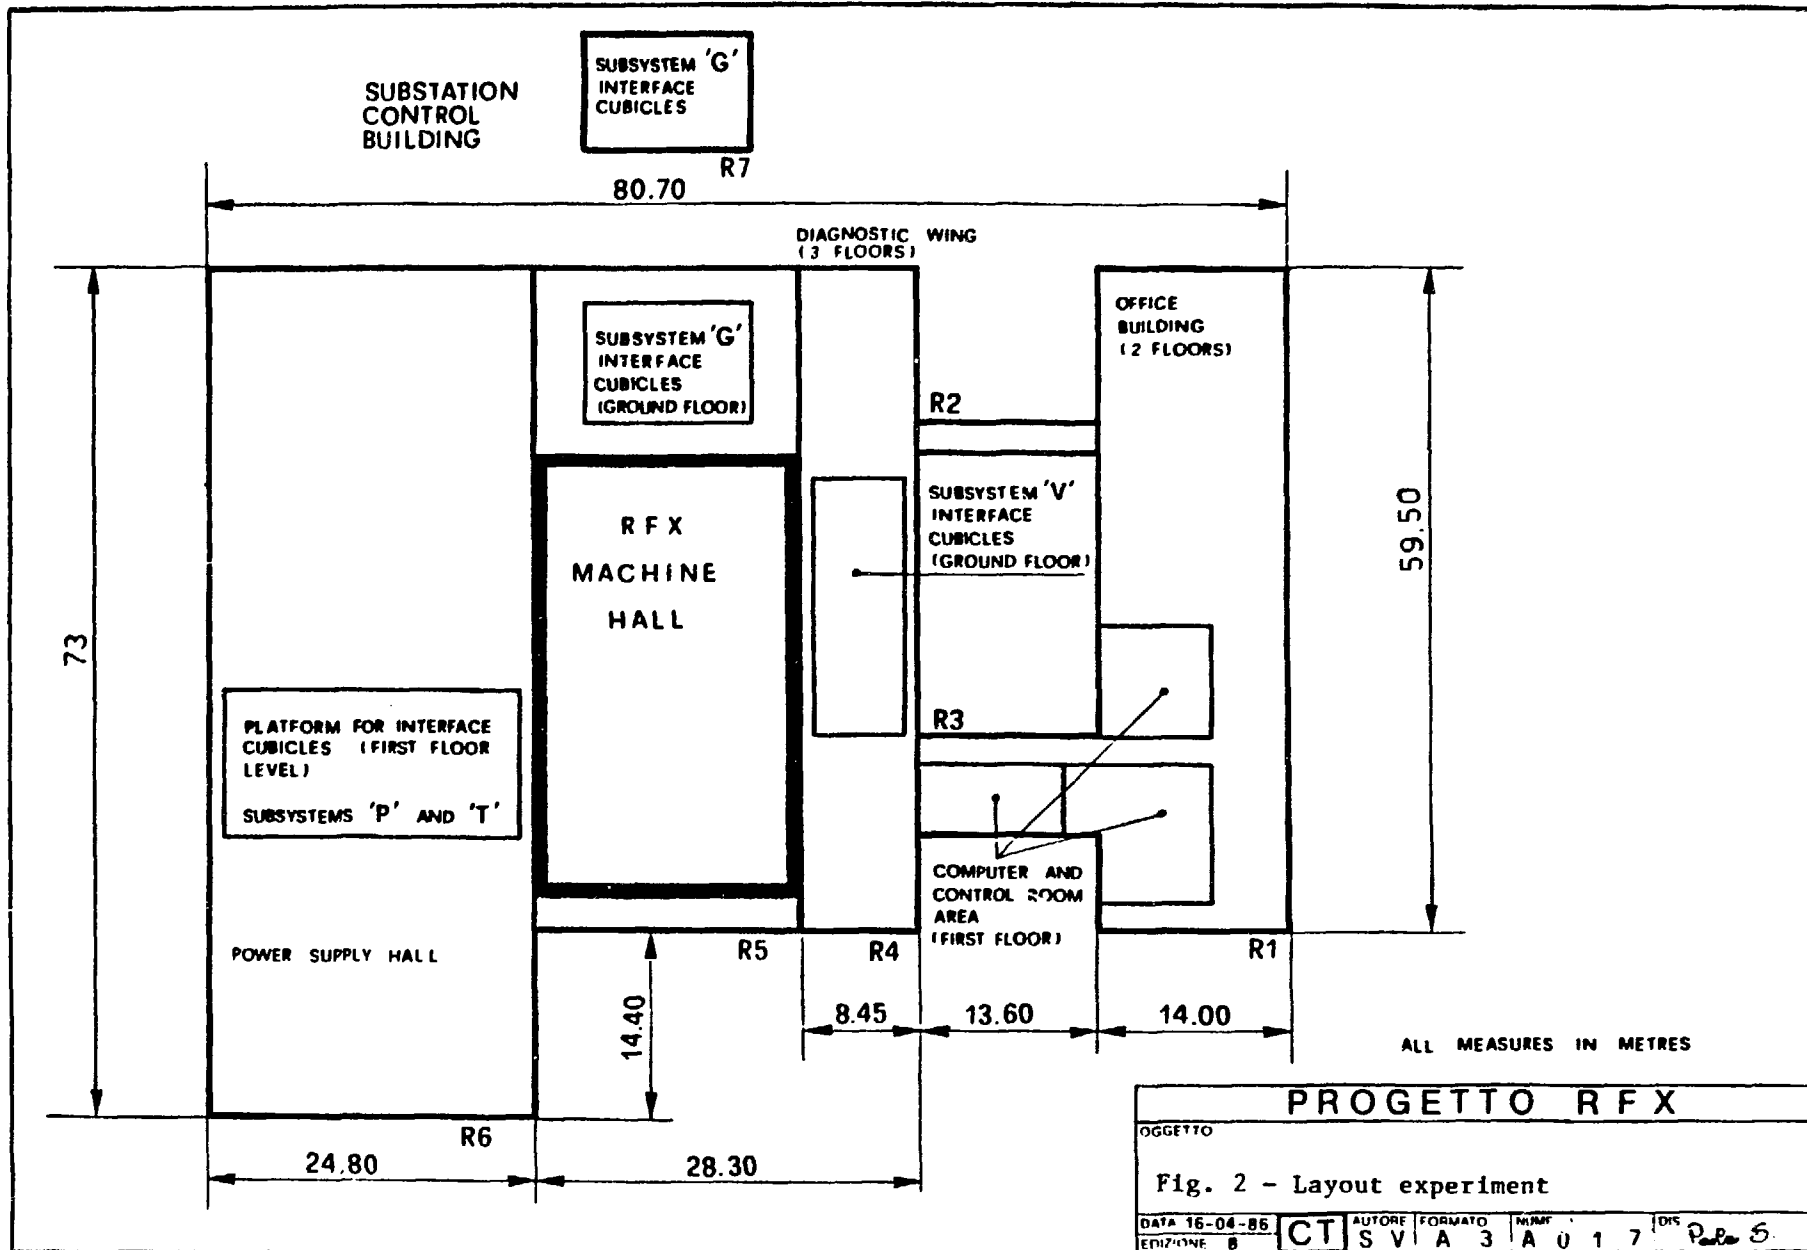 SUBSYSTEM 'G'
INTERFACE
CUBICLES
SUBSTATION
CONTROL
BUILDING
R7
80.70
DIAGNOSTIC WING
(3 FLOORS)
OFFICE
BUILDING
(2 FLOORS)
SUBSYSTEM 'G'
INTERFACE
CUBICLES
(GROUND FLOOR)
R2
SUBSYSTEM 'V'
INTERFACE
CUBICLES
(GROUND FLOOR)
RFX
MACHINE
HALL
59.50
73
R3
PLATFORM FOR INTERFACE
CUBICLES (FIRST FLOOR
LEVEL)
SUBSYSTEMS 'P' AND 'T'
COMPUTER AND
CONTROL ROOM
AREA
(FIRST FLOOR)
POWER SUPPLY HALL
R5
R4
R1
14.40
8.45
13.60
14.00
ALL MEASURES IN METRES
R6
24.80
28.30
PROGETTO RFX
OGGETTO
Fig. 2 - Layout experiment
DATA 16-04-86
EDIZIONE B
CT
AUTORE
SV
FORMATO
A 3
A 0 1 7
DIS